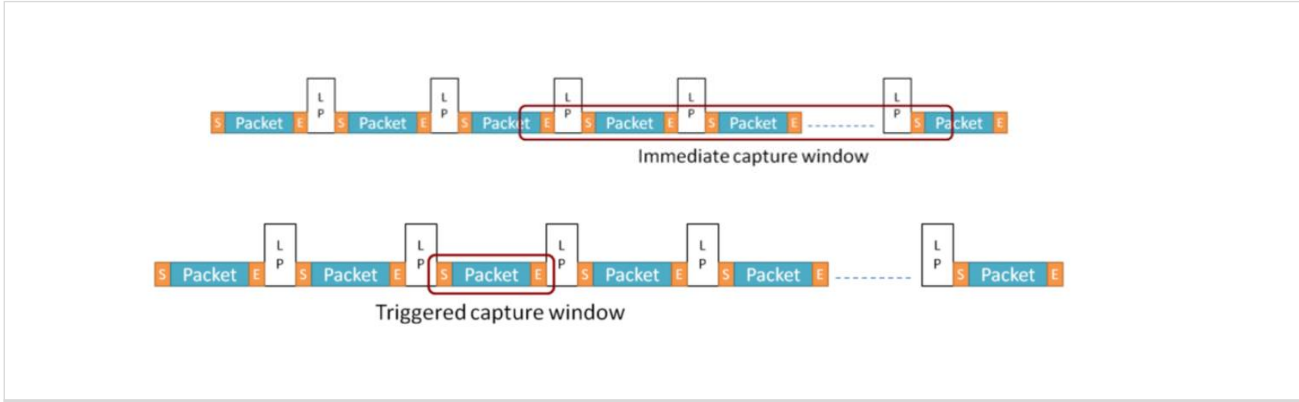 L L L L L
P P P P P
S Packet E S Packet E S Packet E S Packet E S Packet E S Packet E
Immediate capture window
L L L L L
P P P P P
S Packet E S Packet E S Packet E S Packet E S Packet E S Packet E
Triggered capture window